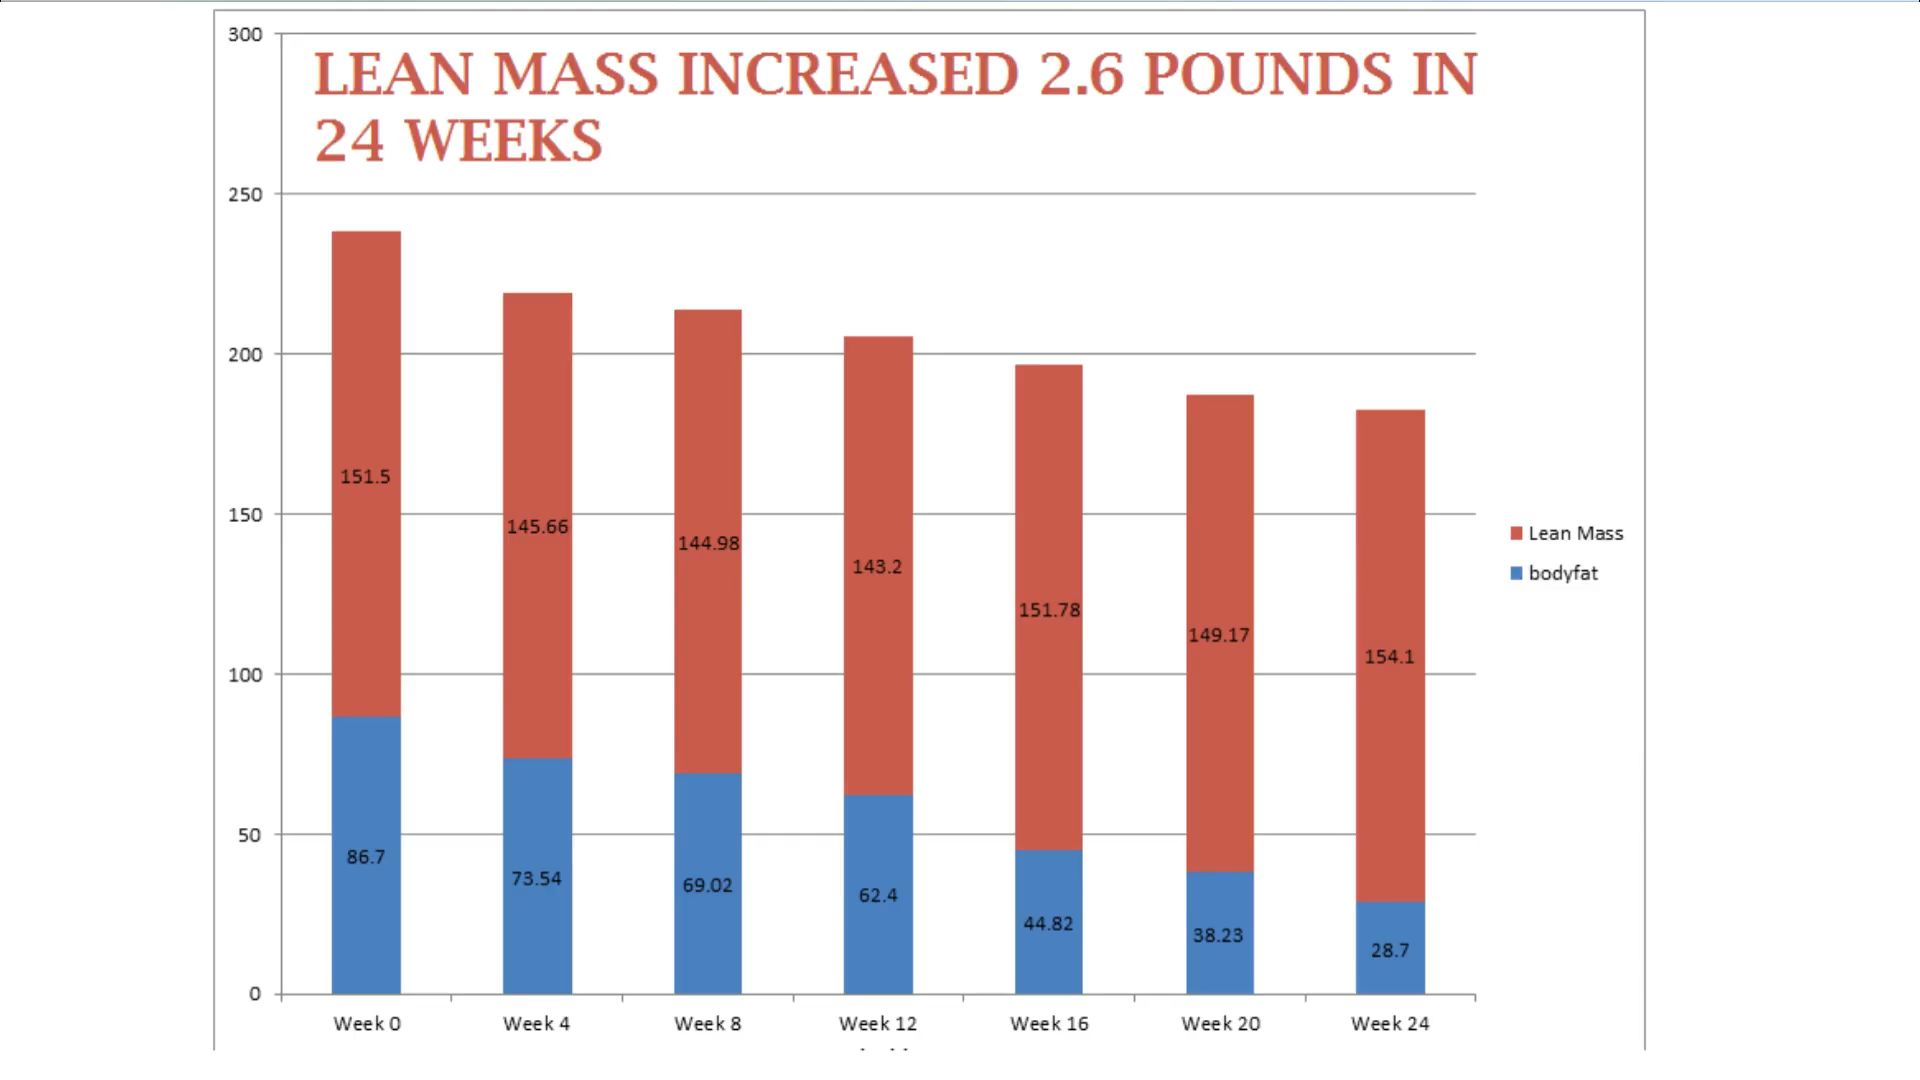 LEAN MASS INCREASED 2.6 POUNDS IN
24 WEEKS
300
250
200
150
100
50
0
151.5
145.66
144.98
143.2
151.78
149.17
154.1
86.7
73.54
69.02
62.4
44.82
38.23
28.7
Week 0
Week 4
Week 8
Week 12
Week 16
Week 20
Week 24
Lean Mass
bodyfat